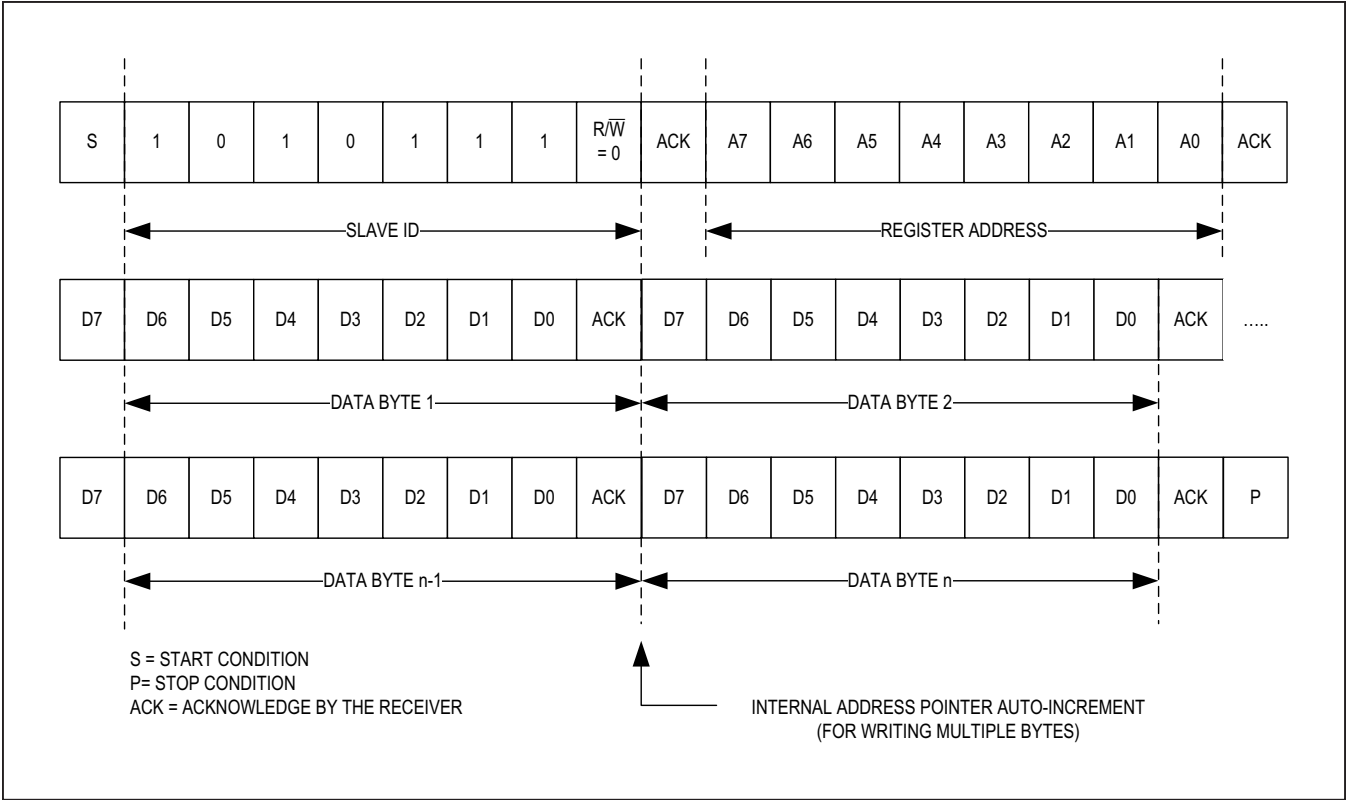 S 1 0 1 0 1 1 1 R/W̅ = 0 ACK A7 A6 A5 A4 A3 A2 A1 A0 ACK
SLAVE ID REGISTER ADDRESS
D7 D6 D5 D4 D3 D2 D1 D0 ACK D7 D6 D5 D4 D3 D2 D1 D0 ACK .....
DATA BYTE 1 DATA BYTE 2
D7 D6 D5 D4 D3 D2 D1 D0 ACK D7 D6 D5 D4 D3 D2 D1 D0 ACK P
DATA BYTE n-1 DATA BYTE n
S = START CONDITION
P= STOP CONDITION
ACK = ACKNOWLEDGE BY THE RECEIVER
INTERNAL ADDRESS POINTER AUTO-INCREMENT
(FOR WRITING MULTIPLE BYTES)